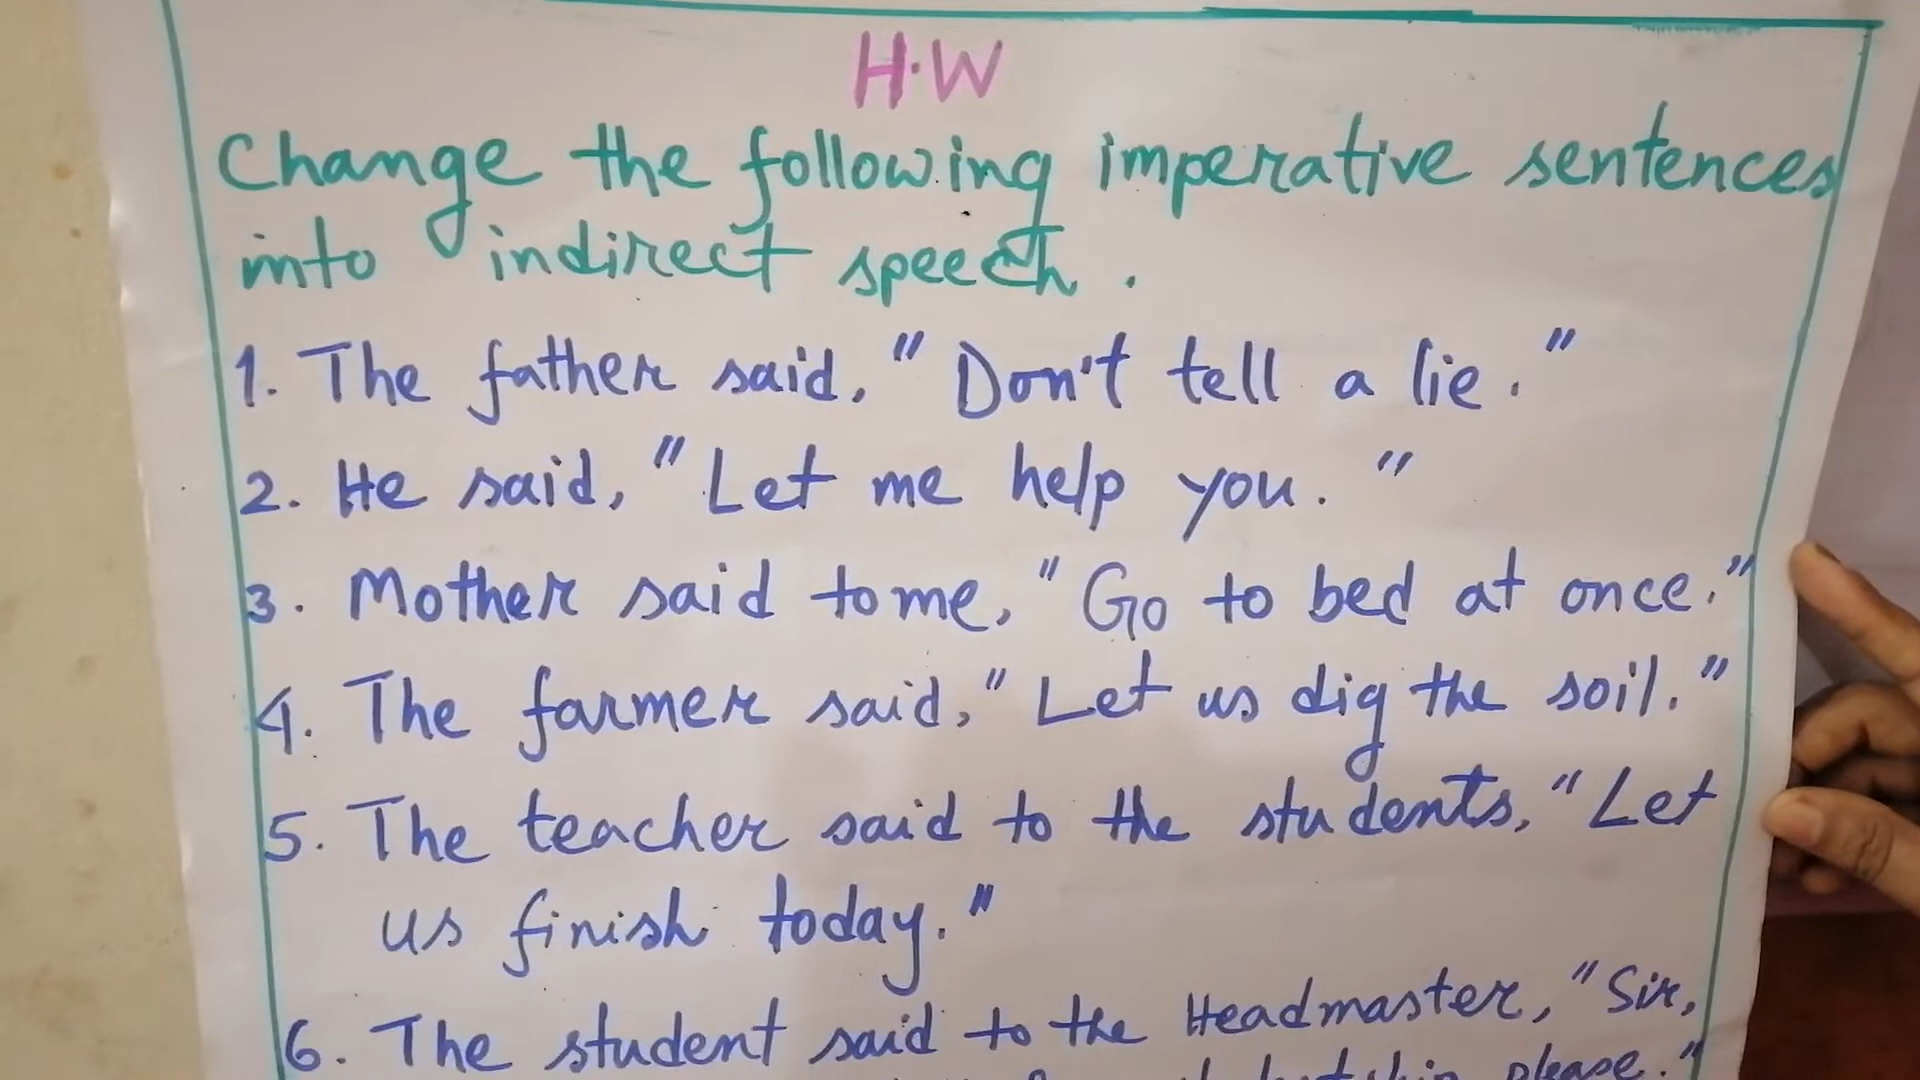 H.W
Change the following imperative sentences
into indirect speech.
1. The father said, "Don't tell a lie."
2. He said, "Let me help you."
3. Mother said to me, "Go to bed at once."
4. The farmer said, "Let us dig the soil."
5. The teacher said to the students, "Let
us finish today."
6. The student said to the Headmaster, "Sir,
please."